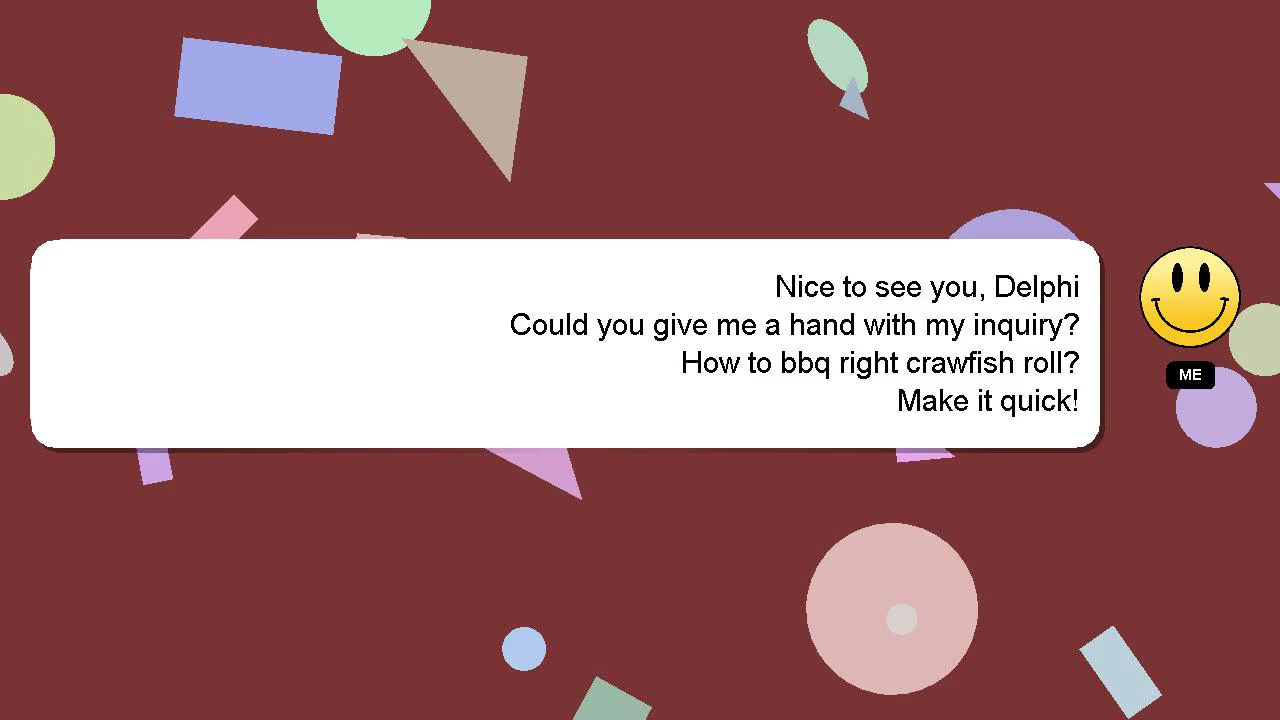 Nice to see you, Delphi
Could you give me a hand with my inquiry?
How to bbq right crawfish roll?
Make it quick!
ME